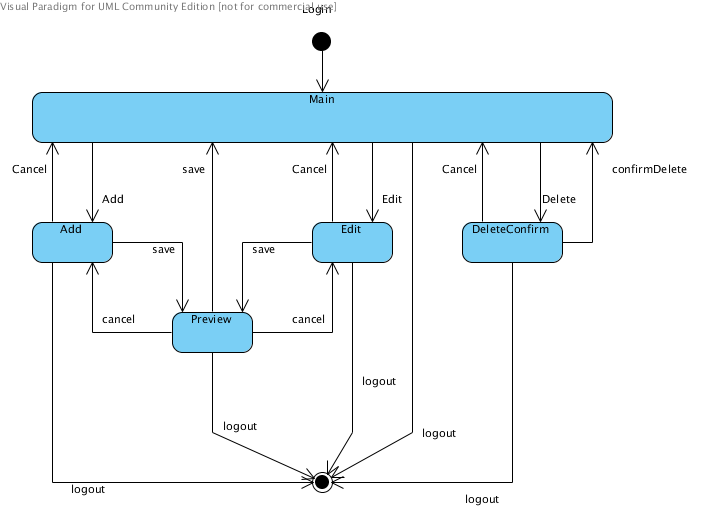 Visual Paradigm for UML Community Edition [not for commercial use]
Login
Main
Cancel
save
Cancel
Cancel
confirmDelete
Add
Edit
Delete
Add
Edit
DeleteConfirm
save
save
cancel
Preview
cancel
logout
logout
logout
logout
logout